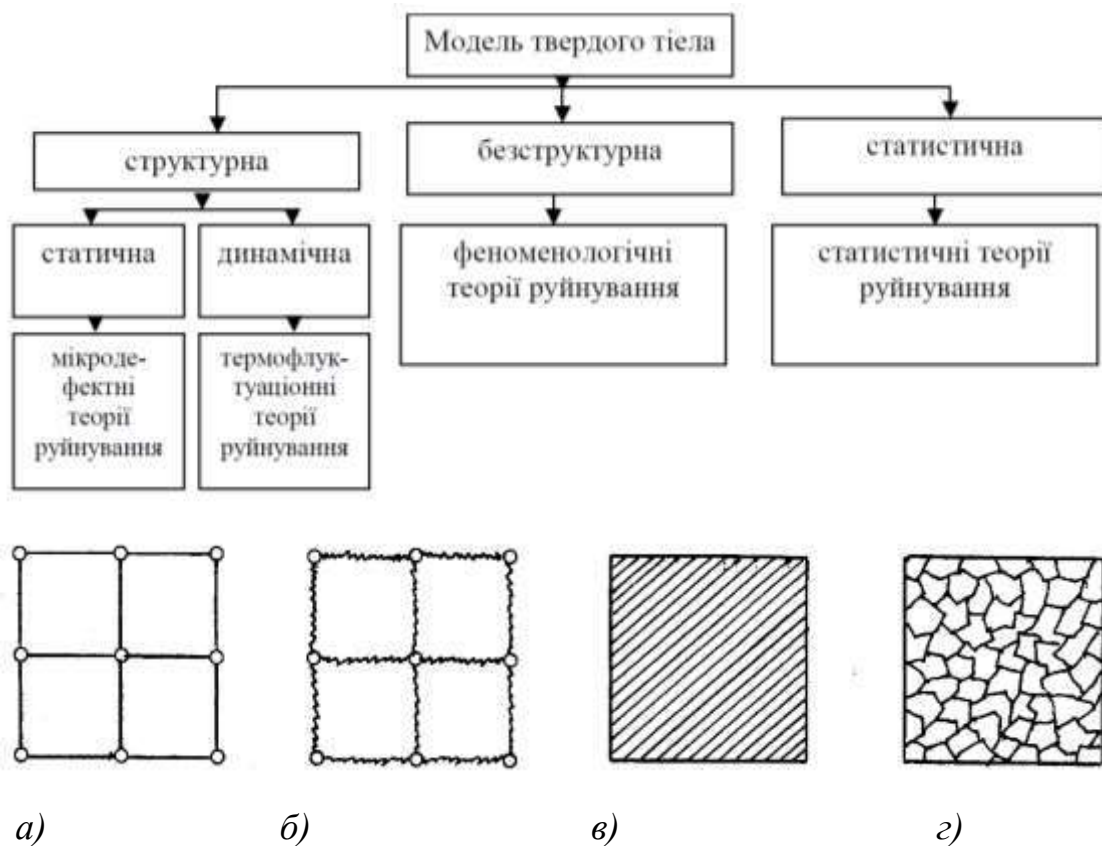 Модель твердого тіела
структурна
безструктурна
статистична
статична
динамічна
феноменологічні
теорії руйнування
статистичні теорії
руйнування
мікроде-
фектні
теорії
руйнування
термофлук-
туаціонні
теорії
руйнування
а)
б)
в)
г)